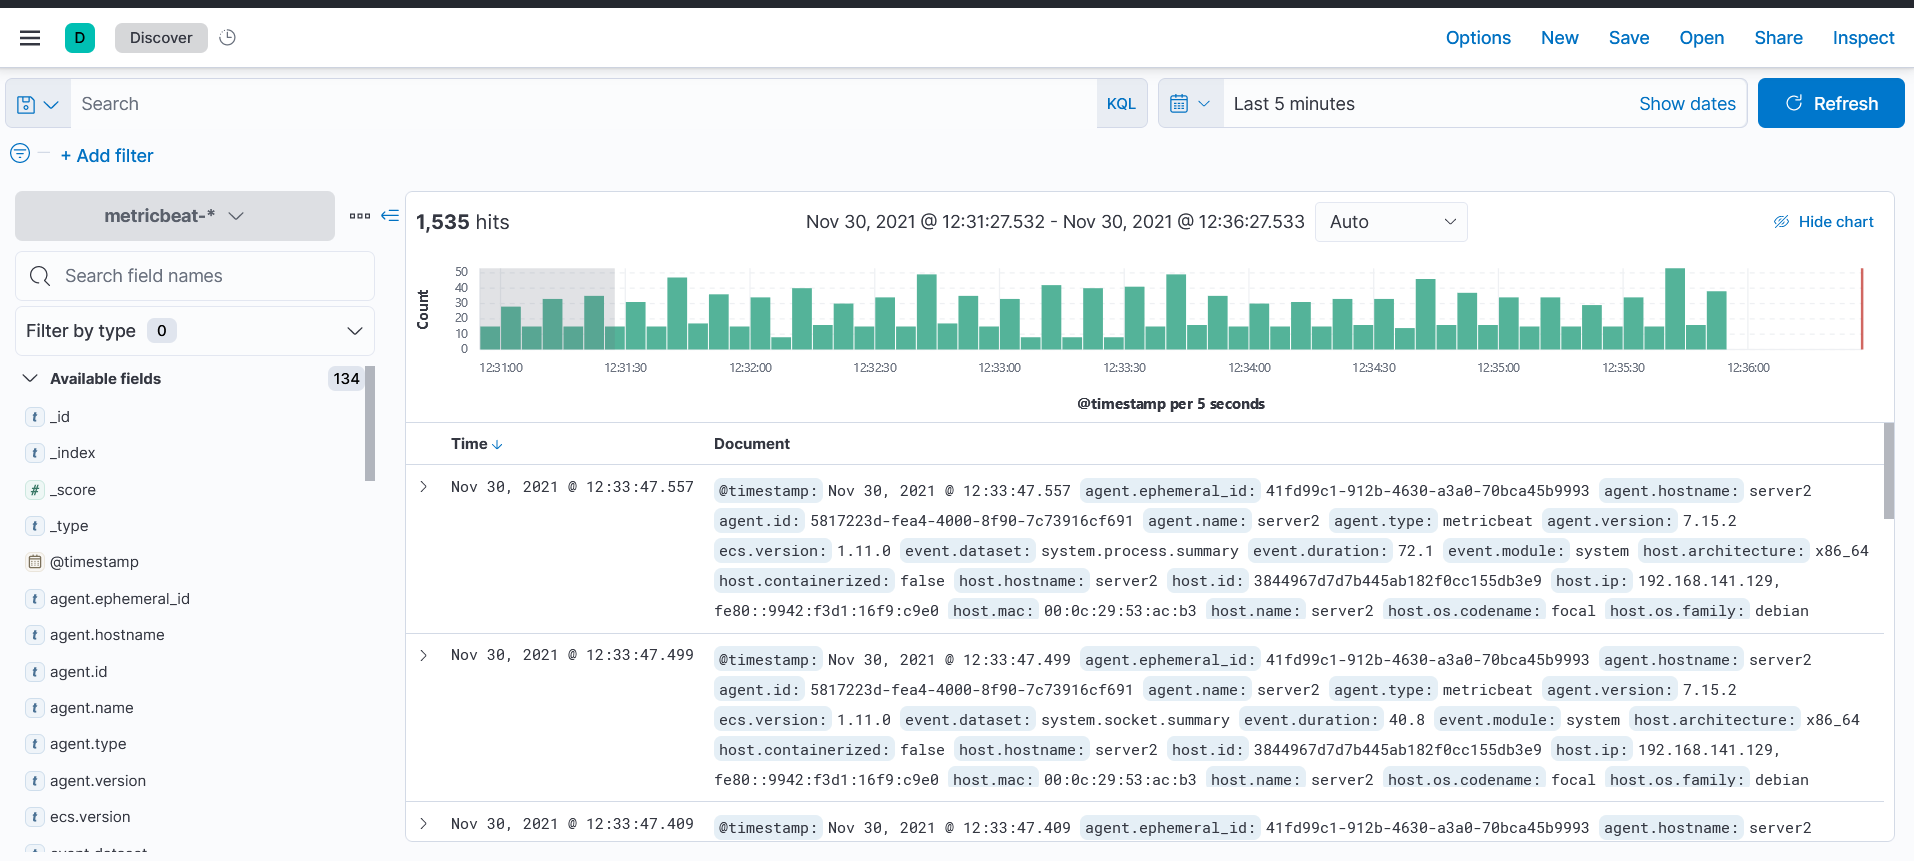 D Discover Options New Save Open Share Inspect
Search KQL Last 5 minutes Show dates Refresh
+ Add filter
metricbeat-*
Search field names
Filter by type 0
Available fields 134
t _id
t _index
# _score
t _type
@timestamp
t agent.ephemeral_id
t agent.hostname
t agent.id
t agent.name
t agent.type
t agent.version
t ecs.version
1,535 hits Nov 30, 2021 @ 12:31:27.532 - Nov 30, 2021 @ 12:36:27.533 Auto Hide chart
Count
50
40
30
20
10
0
12:31:00 12:31:30 12:32:00 12:32:30 12:33:00 12:33:30 12:34:00 12:34:30 12:35:00 12:35:30 12:36:00
@timestamp per 5 seconds
Time Document
Nov 30, 2021 @ 12:33:47.557 @timestamp: Nov 30, 2021 @ 12:33:47.557 agent.ephemeral_id: 41fd99c1-912b-4630-a3a0-70bca45b9993 agent.hostname: server2
agent.id: 5817223d-fea4-4000-8f90-7c73916cf691 agent.name: server2 agent.type: metricbeat agent.version: 7.15.2
ecs.version: 1.11.0 event.dataset: system.process.summary event.duration: 72.1 event.module: system host.architecture: x86_64
host.containerized: false host.hostname: server2 host.id: 3844967d7d7b445ab182f0cc155db3e9 host.ip: 192.168.141.129,
fe80::9942:f3d1:16f9:c9e0 host.mac: 00:0c:29:53:ac:b3 host.name: server2 host.os.codename: focal host.os.family: debian
Nov 30, 2021 @ 12:33:47.499 @timestamp: Nov 30, 2021 @ 12:33:47.499 agent.ephemeral_id: 41fd99c1-912b-4630-a3a0-70bca45b9993 agent.hostname: server2
agent.id: 5817223d-fea4-4000-8f90-7c73916cf691 agent.name: server2 agent.type: metricbeat agent.version: 7.15.2
ecs.version: 1.11.0 event.dataset: system.socket.summary event.duration: 40.8 event.module: system host.architecture: x86_64
host.containerized: false host.hostname: server2 host.id: 3844967d7d7b445ab182f0cc155db3e9 host.ip: 192.168.141.129,
fe80::9942:f3d1:16f9:c9e0 host.mac: 00:0c:29:53:ac:b3 host.name: server2 host.os.codename: focal host.os.family: debian
Nov 30, 2021 @ 12:33:47.409 @timestamp: Nov 30, 2021 @ 12:33:47.409 agent.ephemeral_id: 41fd99c1-912b-4630-a3a0-70bca45b9993 agent.hostname: server2